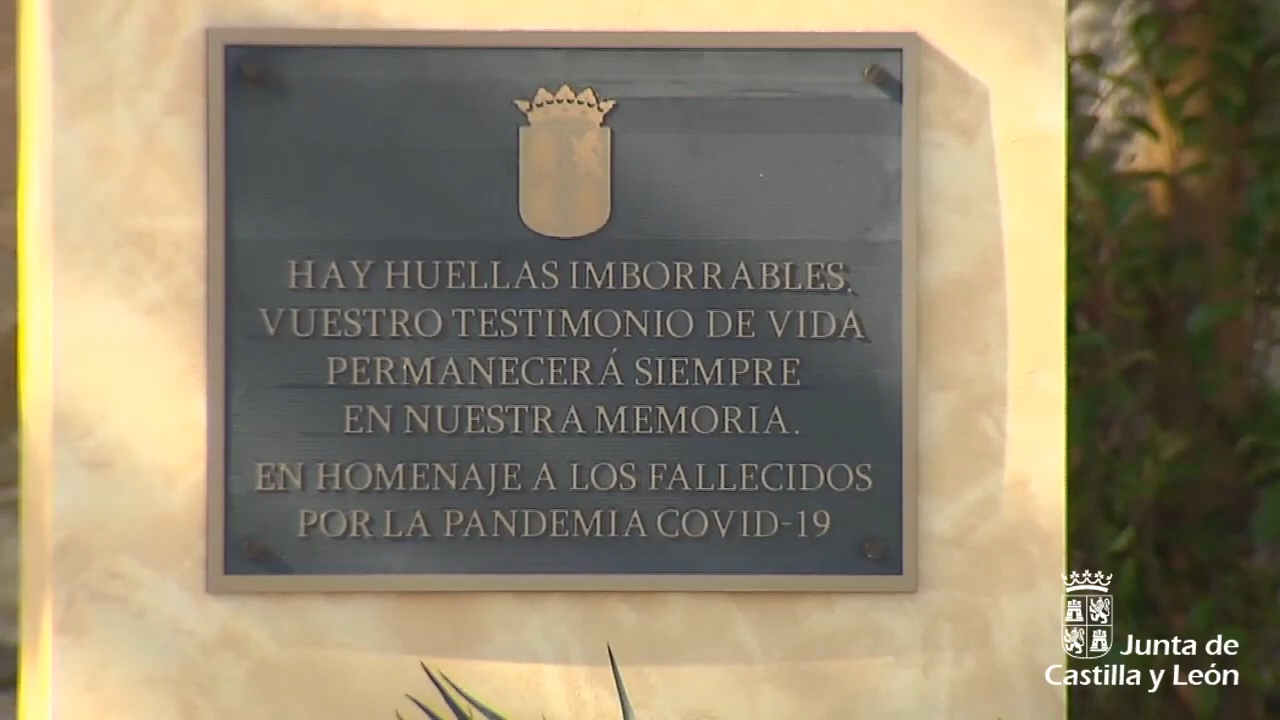 HAY HUELLAS IMBORRABLES.
VUESTRO TESTIMONIO DE VIDA
PERMANECERÁ SIEMPRE
EN NUESTRA MEMORIA.
EN HOMENAJE A LOS FALLECIDOS
POR LA PANDEMIA COVID-19
Junta de
Castilla y León